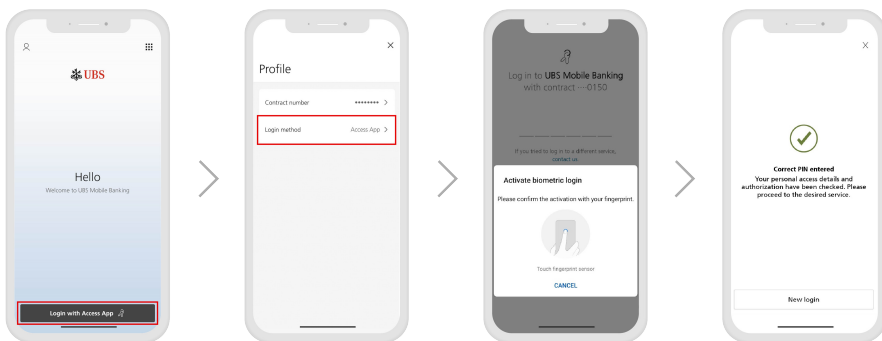 UBS
Hello
Welcome to UBS Mobile Banking
Login with Access App
Profile
Contract number ••••••••
Login method Access App
Log in to UBS Mobile Banking
with contract ···0150
If you tried to log in to a different service,
contact us
Activate biometric login
Please confirm the activation with your fingerprint.
Touch fingerprint sensor
CANCEL
Correct PIN entered
Your personal access details and
authorization have been checked. Please
proceed to the desired service.
New login